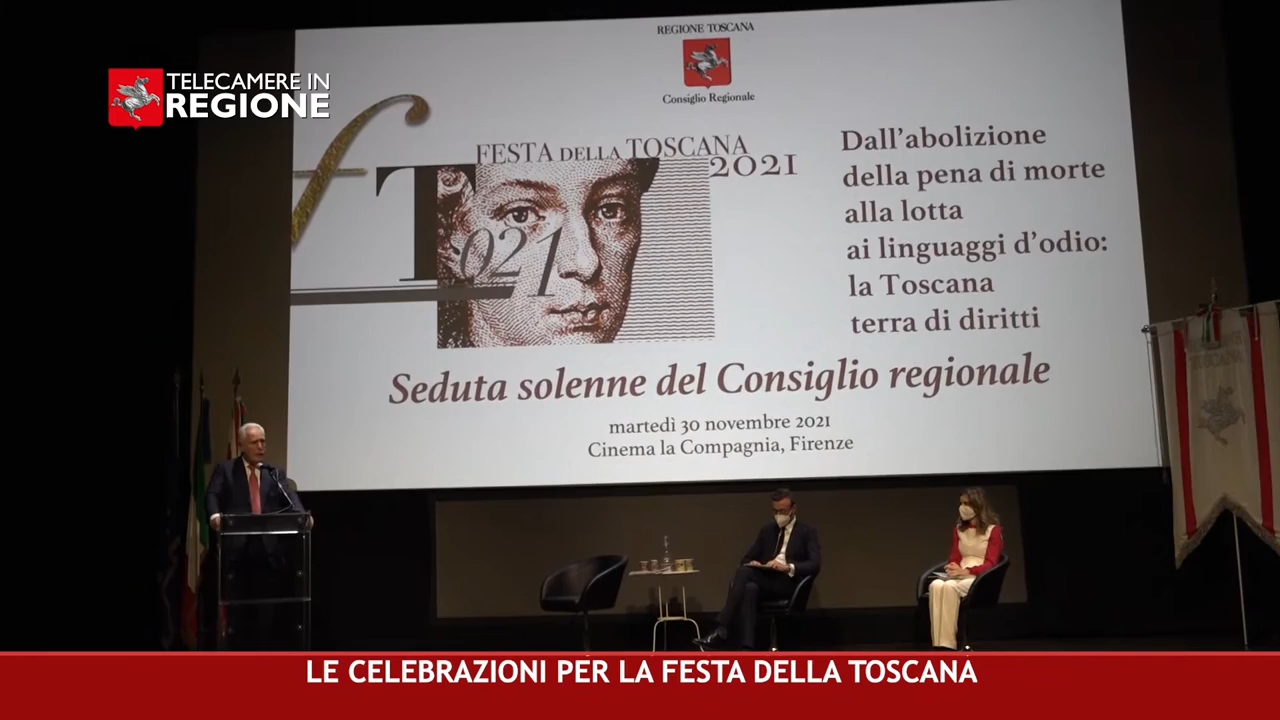 TELECAMERE IN
REGIONE
REGIONE TOSCANA
Consiglio Regionale
FESTA DELLA TOSCANA
2021
T
2021
Dall'abolizione
della pena di morte
alla lotta
ai linguaggi d'odio:
la Toscana
terra di diritti
Seduta solenne del Consiglio regionale
martedì 30 novembre 2021
Cinema la Compagnia, Firenze
TOSCANA
LE CELEBRAZIONI PER LA FESTA DELLA TOSCANA